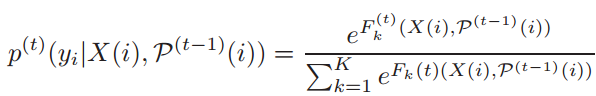 $p^{(t)}(y_i|X(i), \mathcal{P}^{(t-1)}(i)) = \frac{e^{F_k^{(t)}(X(i), \mathcal{P}^{(t-1)}(i))}}{\sum_{k=1}^{K} e^{F_k(t)(X(i), \mathcal{P}^{(t-1)}(i))}}$